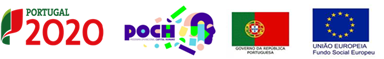 PORTUGAL
2020
POCH
GOVERNO DA REPÚBLICA
PORTUGUESA
UNIÃO EUROPEIA
Fundo Social Europeu